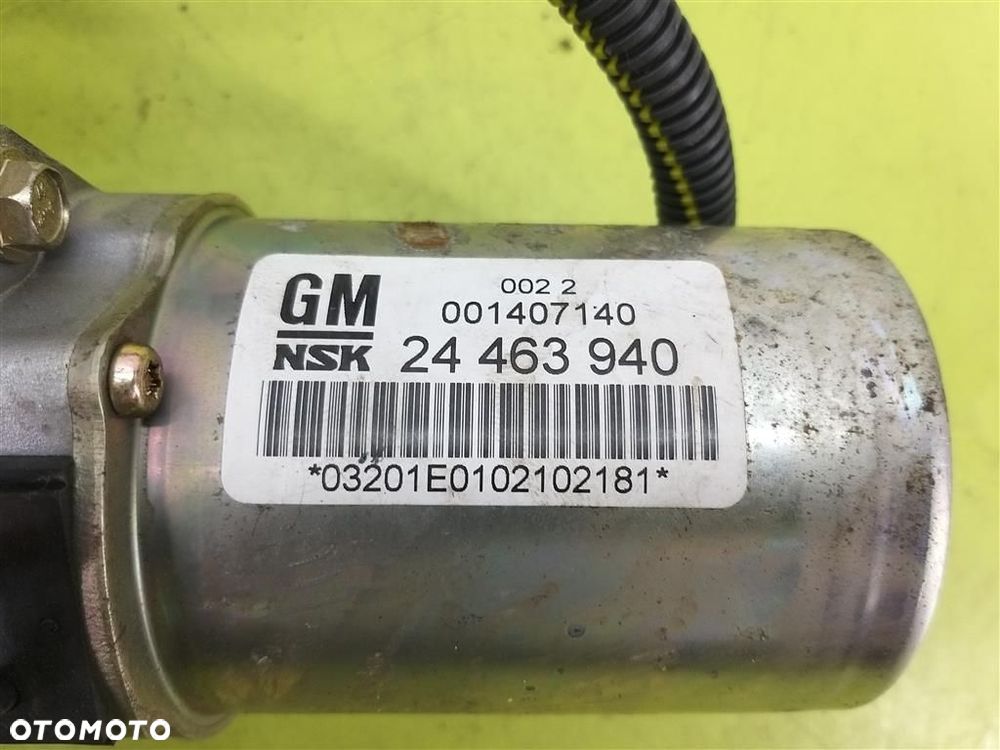 002 2
GM 001407140
NSK 24 463 940
*03201E0102102181*
OTOMOTO